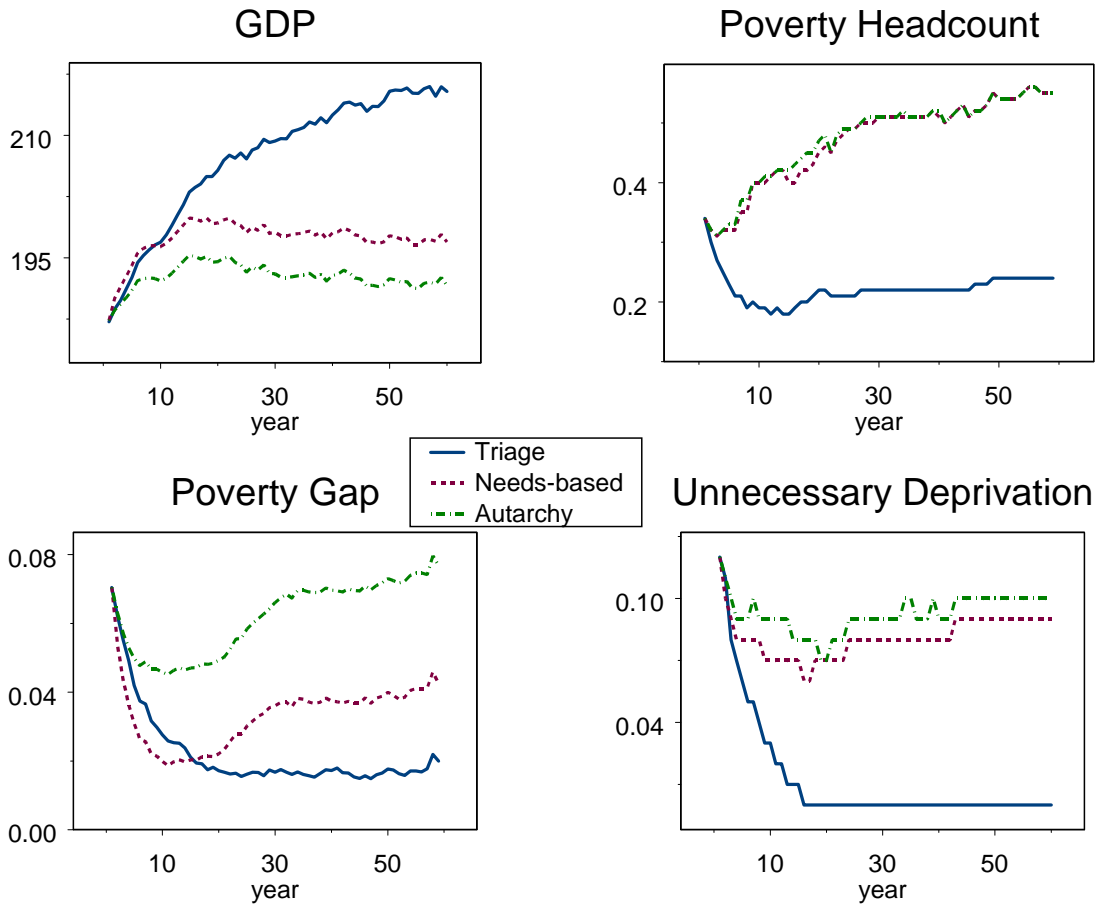 GDP
210
195
10 30 50
year
Poverty Headcount
0.4
0.2
10 30 50
year
Triage
Needs-based
Autarchy
Poverty Gap
0.08
0.04
0.00
10 30 50
year
Unnecessary Deprivation
0.10
0.04
10 30 50
year